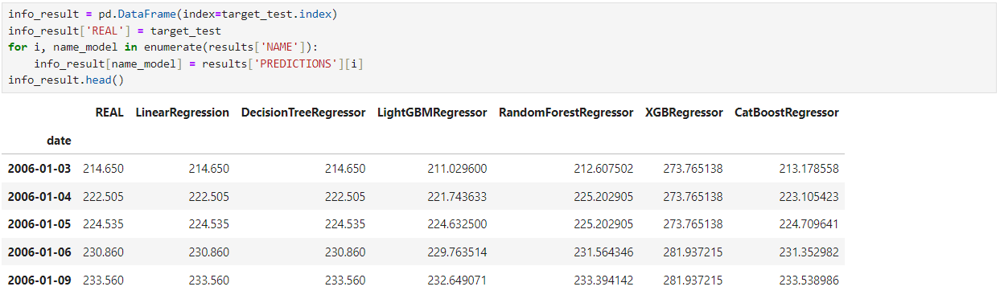 info_result = pd.DataFrame(index=target_test.index)
info_result['REAL'] = target_test
for i, name_model in enumerate(results['NAME']):
    info_result[name_model] = results['PREDICTIONS'][i]
info_result.head()
REAL LinearRegression DecisionTreeRegressor LightGBMRegressor RandomForestRegressor XGBRegressor CatBoostRegressor
date
2006-01-03 214.650 214.650 214.650 211.029600 212.607502 273.765138 213.178558
2006-01-04 222.505 222.505 222.505 221.743633 225.202905 273.765138 223.105423
2006-01-05 224.535 224.535 224.535 224.632500 225.202905 273.765138 224.709641
2006-01-06 230.860 230.860 230.860 229.763514 231.564346 281.937215 231.352982
2006-01-09 233.560 233.560 233.560 232.649071 233.394142 281.937215 233.538986